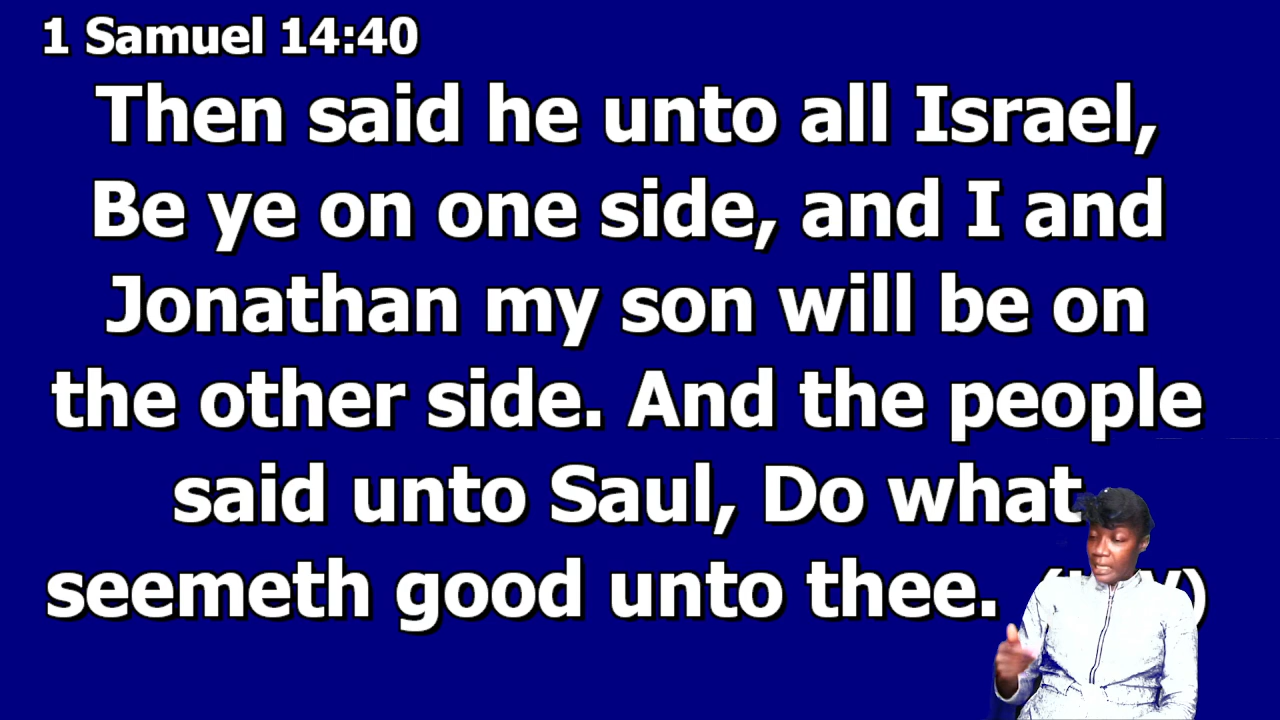 1 Samuel 14:40
Then said he unto all Israel,
Be ye on one side, and I and
Jonathan my son will be on
the other side. And the people
said unto Saul, Do what
seemeth good unto thee.